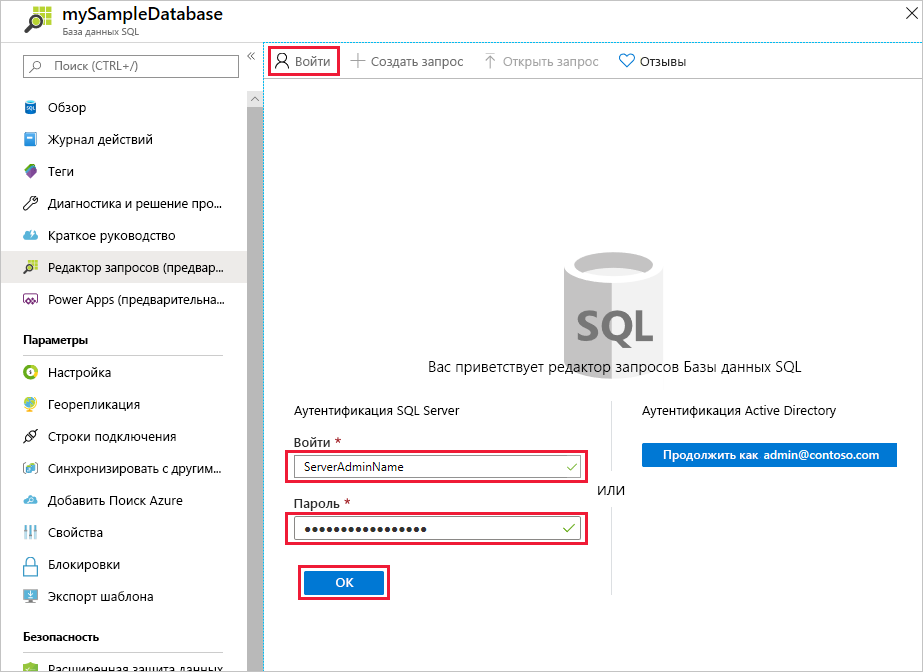 mySampleDatabase
База данных SQL
Поиск (CTRL+/)
«
Войти
Создать запрос
Открыть запрос
Отзывы
Обзор
Журнал действий
Теги
Диагностика и решение про...
Краткое руководство
Редактор запросов (предвар...
Power Apps (предварительна...
Параметры
Настройка
Георепликация
Строки подключения
Синхронизировать с другим...
Добавить Поиск Azure
Свойства
Блокировки
Экспорт шаблона
Безопасность
Расширенная защита данных
SQL
Вас приветствует редактор запросов Базы данных SQL
Аутентификация SQL Server
Войти *
ServerAdminName
Пароль *
OK
ИЛИ
Аутентификация Active Directory
Продолжить как admin@contoso.com